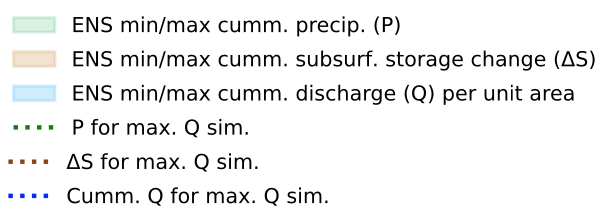 ENS min/max cumm. precip. (P)
ENS min/max cumm. subsurf. storage change (ΔS)
ENS min/max cumm. discharge (Q) per unit area
P for max. Q sim.
ΔS for max. Q sim.
Cumm. Q for max. Q sim.